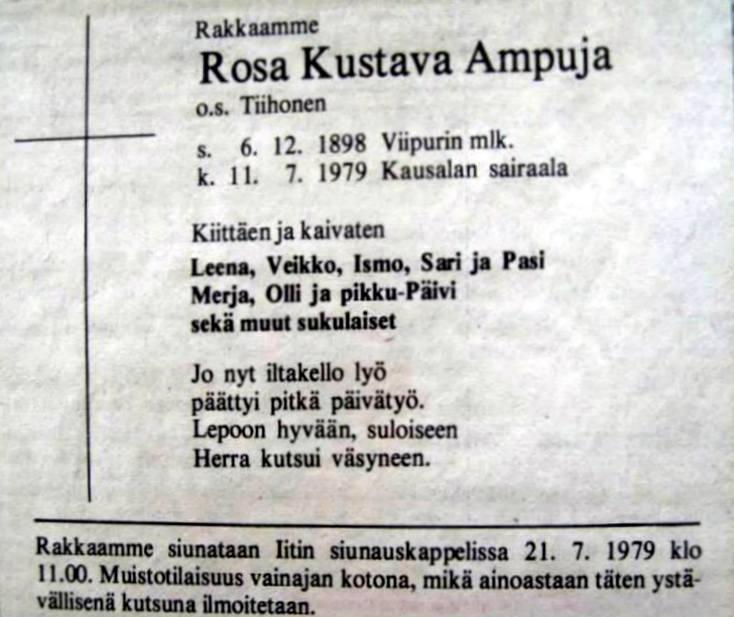 Rakkaamme
Rosa Kustava Ampuja
o.s. Tiihonen
s. 6. 12. 1898 Viipurin mlk.
k. 11. 7. 1979 Kausalan sairaala
Kiittäen ja kaivaten
Leena, Veikko, Ismo, Sari ja Pasi
Merja, Olli ja pikku-Päivi
sekä muut sukulaiset
Jo nyt iltakello lyö
päättyi pitkä päivätyö.
Lepoon hyvään, suloiseen
Herra kutsui väsyneen.
Rakkaamme siunataan Iitin siunauskappelissa 21. 7. 1979 klo
11.00. Muistotilaisuus vainajan kotona, mikä ainoastaan täten ystä-
vällisenä kutsuna ilmoitetaan.